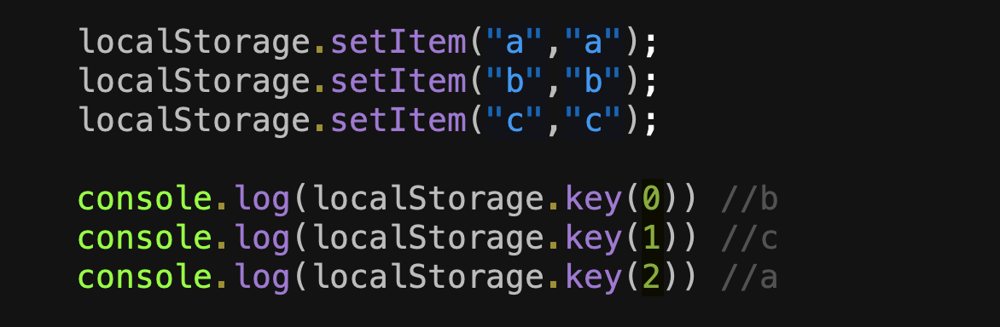 localStorage.setItem("a","a");
localStorage.setItem("b","b");
localStorage.setItem("c","c");
console.log(localStorage.key(0)) //b
console.log(localStorage.key(1)) //c
console.log(localStorage.key(2)) //a